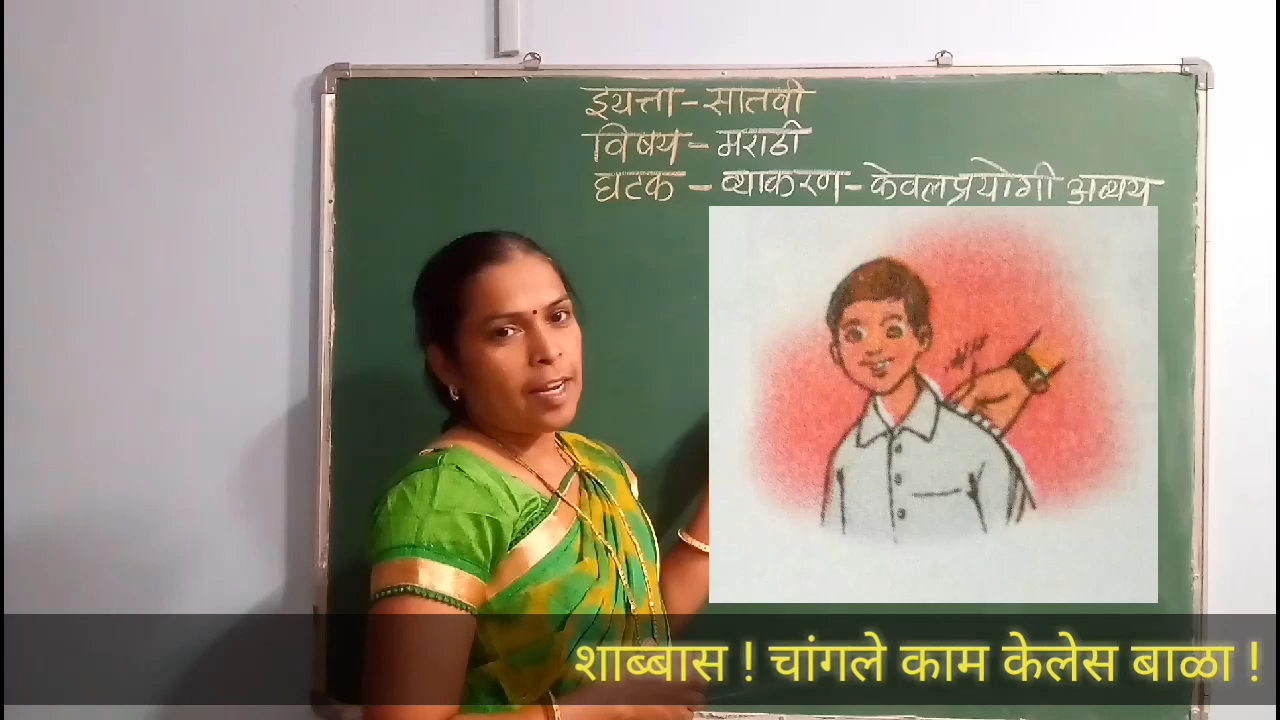 इयत्ता - सातवी
विषय - मराठी
घटक - व्याकरण - केवलप्रयोगी अव्यय
शाब्बास ! चांगले काम केलेस बाळा !